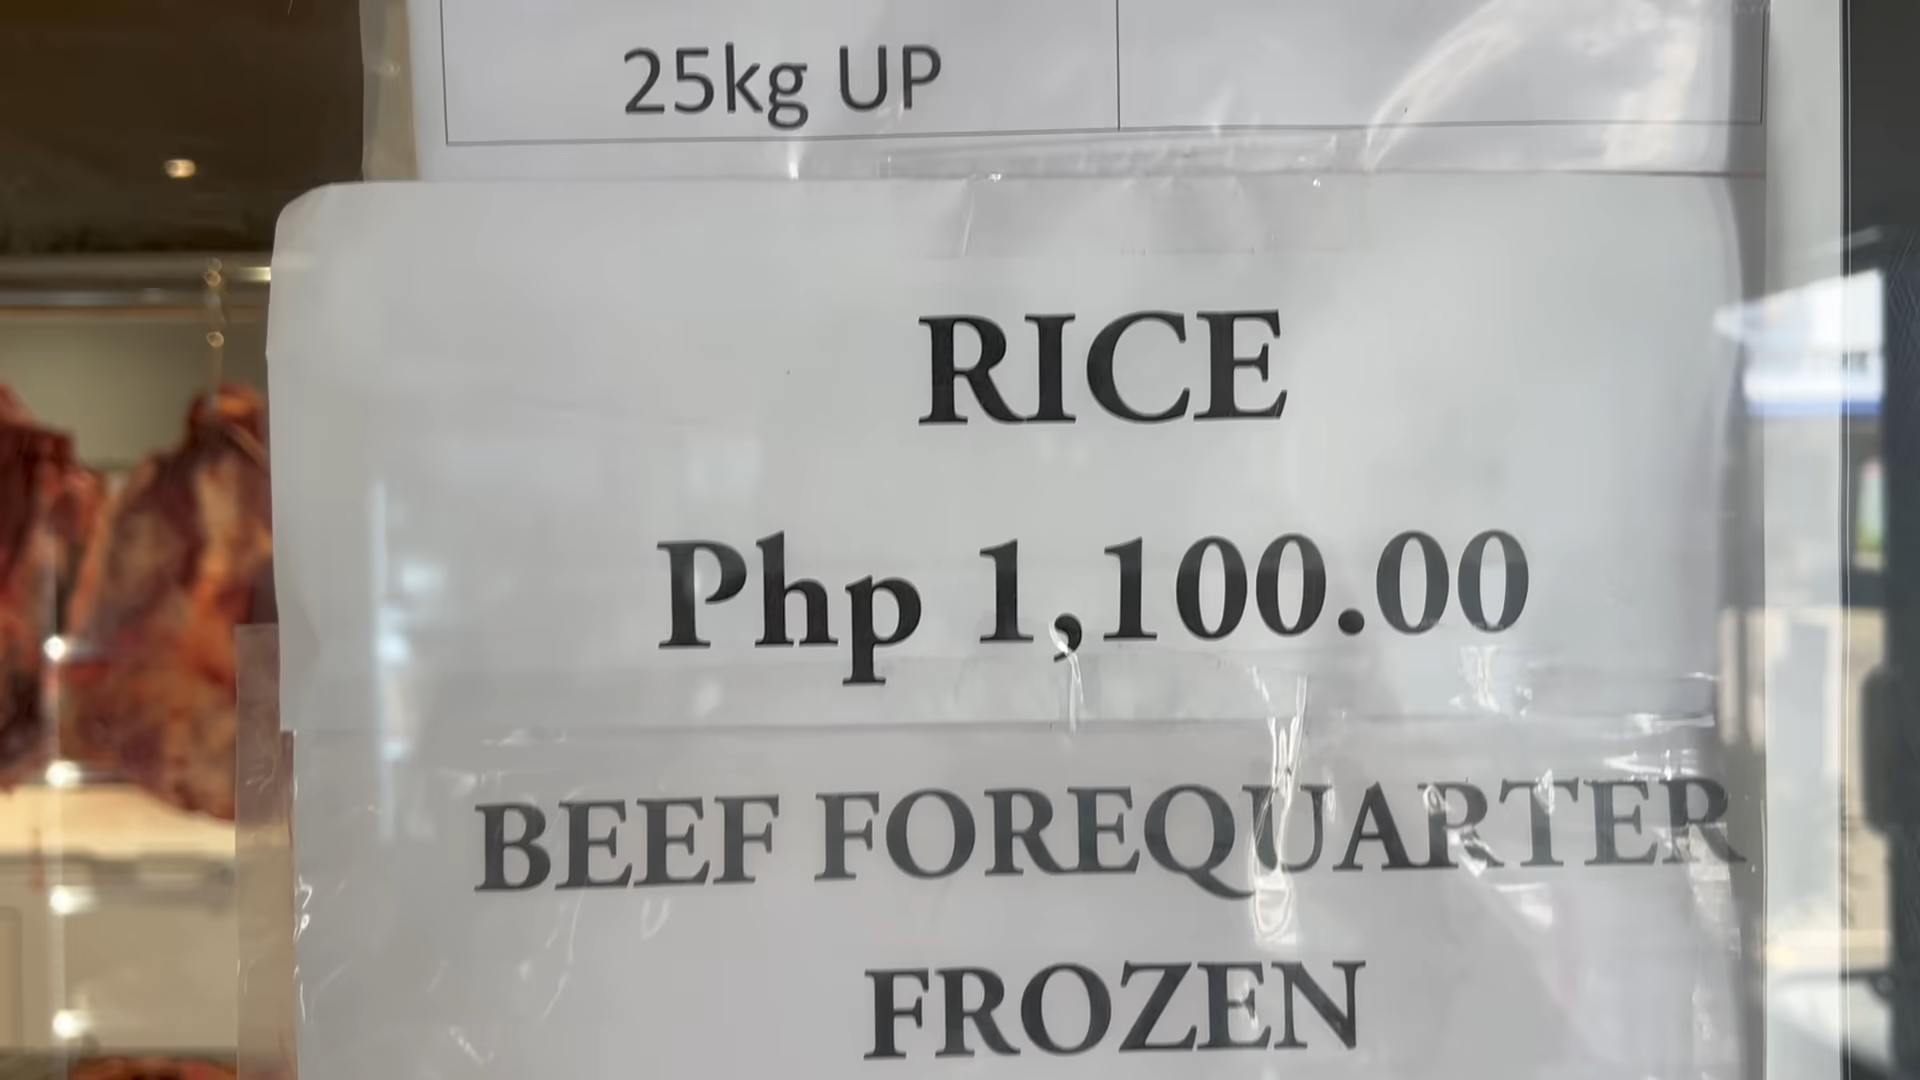 25kg UP
RICE
Php 1,100.00
BEEF FOREQUARTER
FROZEN